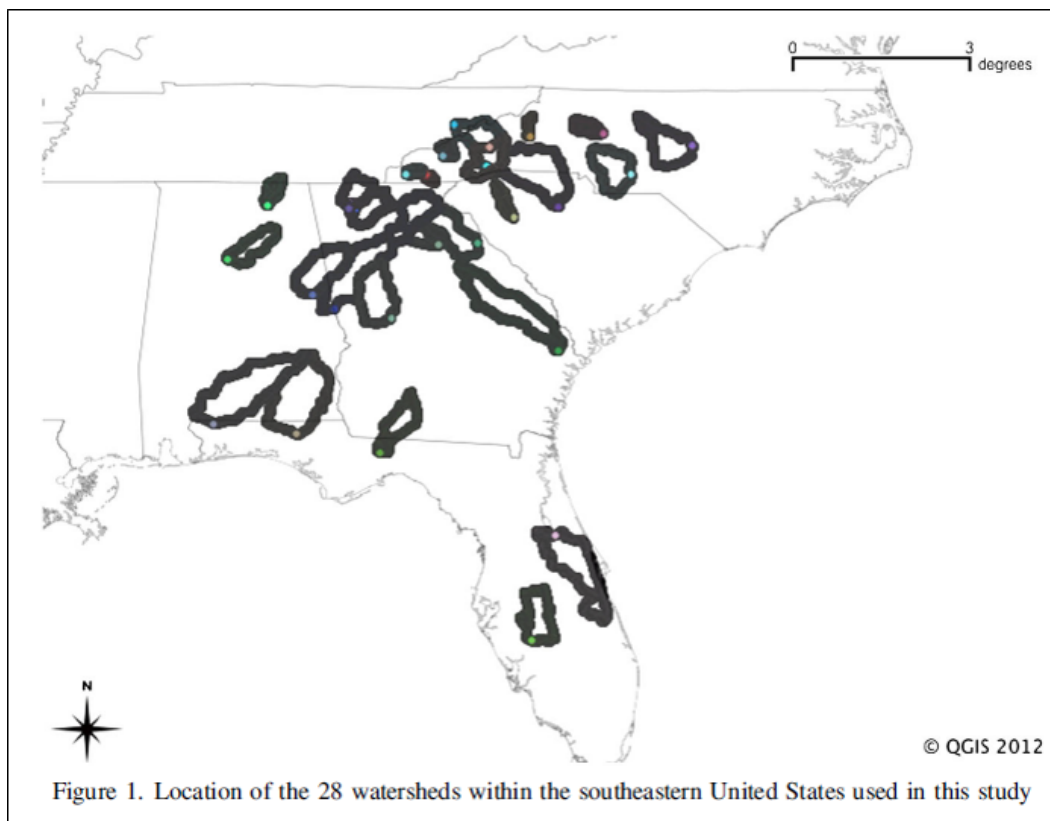 0 3
degrees
N
© QGIS 2012
Figure 1. Location of the 28 watersheds within the southeastern United States used in this study